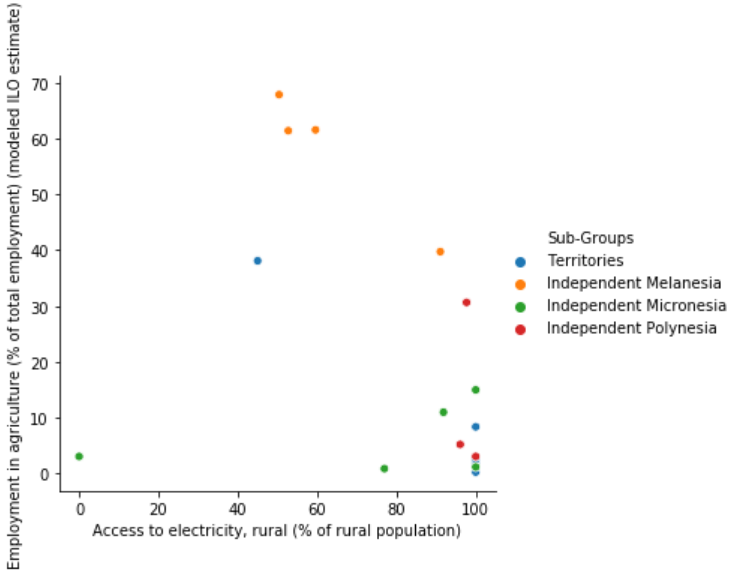 Employment in agriculture (% of total employment) (modeled ILO estimate)
70
60
50
40
30
20
10
0
0 20 40 60 80 100
Access to electricity, rural (% of rural population)
Sub-Groups
Territories
Independent Melanesia
Independent Micronesia
Independent Polynesia